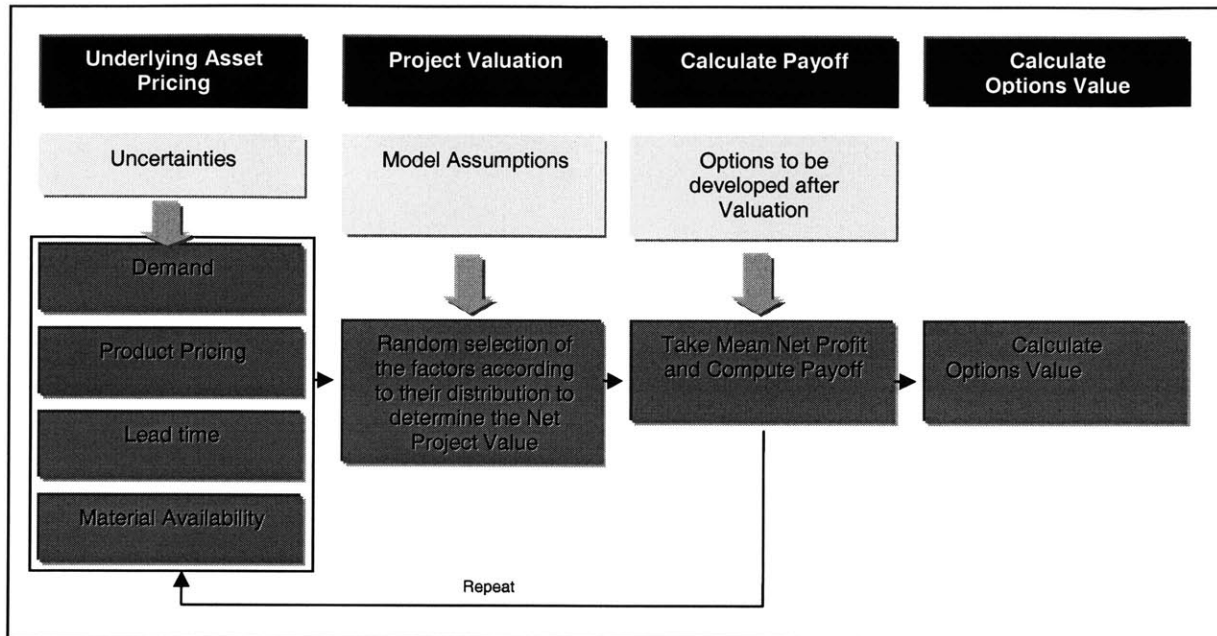 Underlying Asset
Pricing
Project Valuation
Calculate Payoff
Calculate
Options Value
Uncertainties
Model Assumptions
Options to be
developed after
Valuation
Demand
Product Pricing
Lead time
Material Availability
Random selection of
the factors according
to their distribution to
determine the Net
Project Value
Take Mean Net Profit
and Compute Payoff
Calculate
Options Value
Repeat